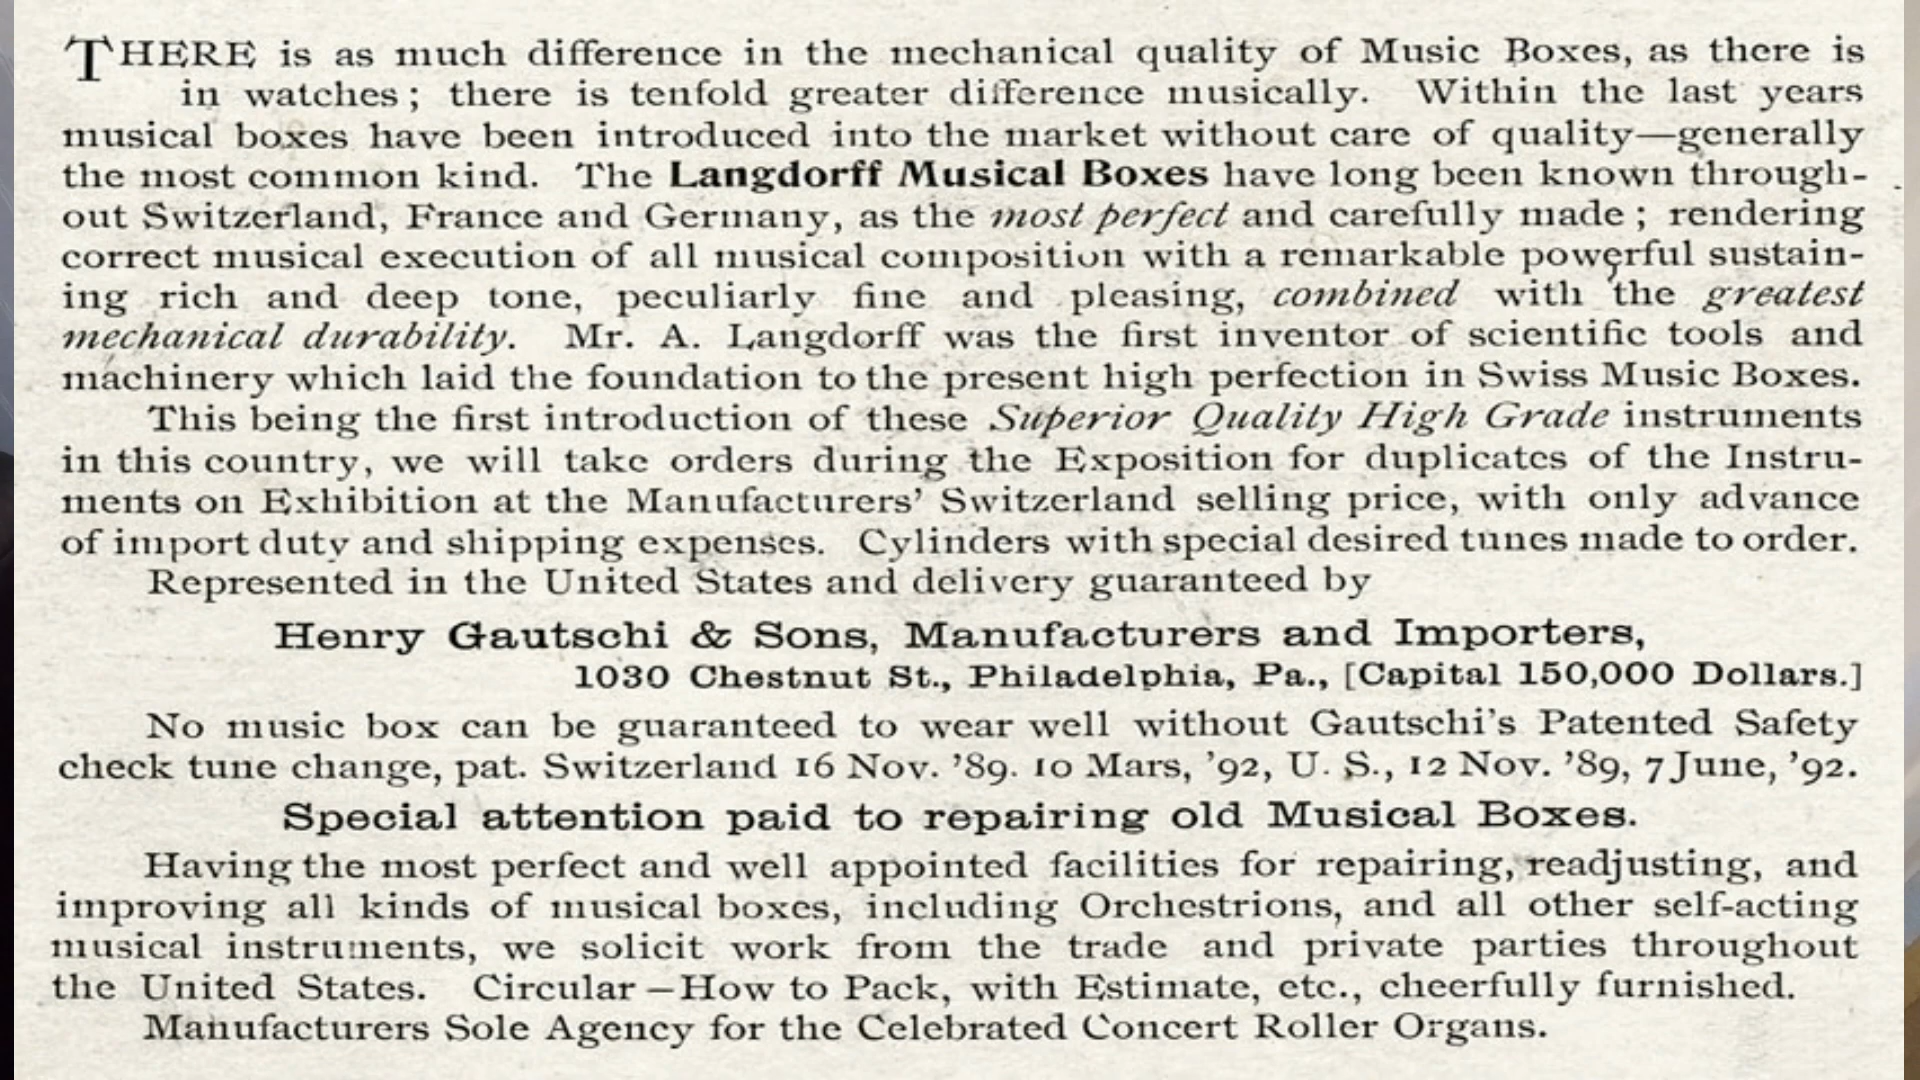 THERE is as much difference in the mechanical quality of Music Boxes, as there is
in watches; there is tenfold greater difference musically. Within the last years
musical boxes have been introduced into the market without care of quality—generally
the most common kind. The Langdorff Musical Boxes have long been known through-
out Switzerland, France and Germany, as the most perfect and carefully made; rendering
correct musical execution of all musical composition with a remarkable powerful sustain-
ing rich and deep tone, peculiarly fine and pleasing, combined with the greatest
mechanical durability. Mr. A. Langdorff was the first inventor of scientific tools and
machinery which laid the foundation to the present high perfection in Swiss Music Boxes.
This being the first introduction of these Superior Quality High Grade instruments
in this country, we will take orders during the Exposition for duplicates of the Instru-
ments on Exhibition at the Manufacturers' Switzerland selling price, with only advance
of import duty and shipping expenses. Cylinders with special desired tunes made to order.
Represented in the United States and delivery guaranteed by
Henry Gautschi & Sons, Manufacturers and Importers,
1030 Chestnut St., Philadelphia, Pa., [Capital 150,000 Dollars.]
No music box can be guaranteed to wear well without Gautschi's Patented Safety
check tune change, pat. Switzerland 16 Nov. '89. 10 Mars, '92, U. S., 12 Nov. '89, 7 June, '92.
Special attention paid to repairing old Musical Boxes.
Having the most perfect and well appointed facilities for repairing, readjusting, and
improving all kinds of musical boxes, including Orchestrions, and all other self-acting
musical instruments, we solicit work from the trade and private parties throughout
the United States. Circular—How to Pack, with Estimate, etc., cheerfully furnished.
Manufacturers Sole Agency for the Celebrated Concert Roller Organs.